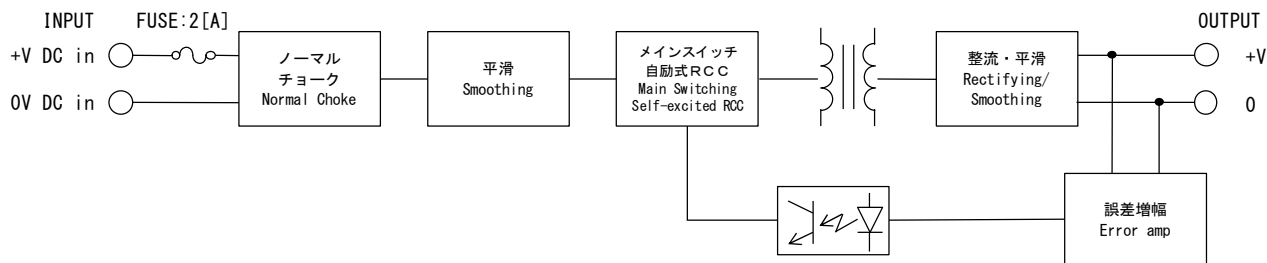 INPUT
FUSE:2[A]
OUTPUT
+V DC in
0V DC in
ノーマル
チョーク
Normal Choke
平滑
Smoothing
メインスイッチ
自励式RCC
Main Switching
Self-excited RCC
整流・平滑
Rectifying/
Smoothing
+V
0
誤差増幅
Error amp